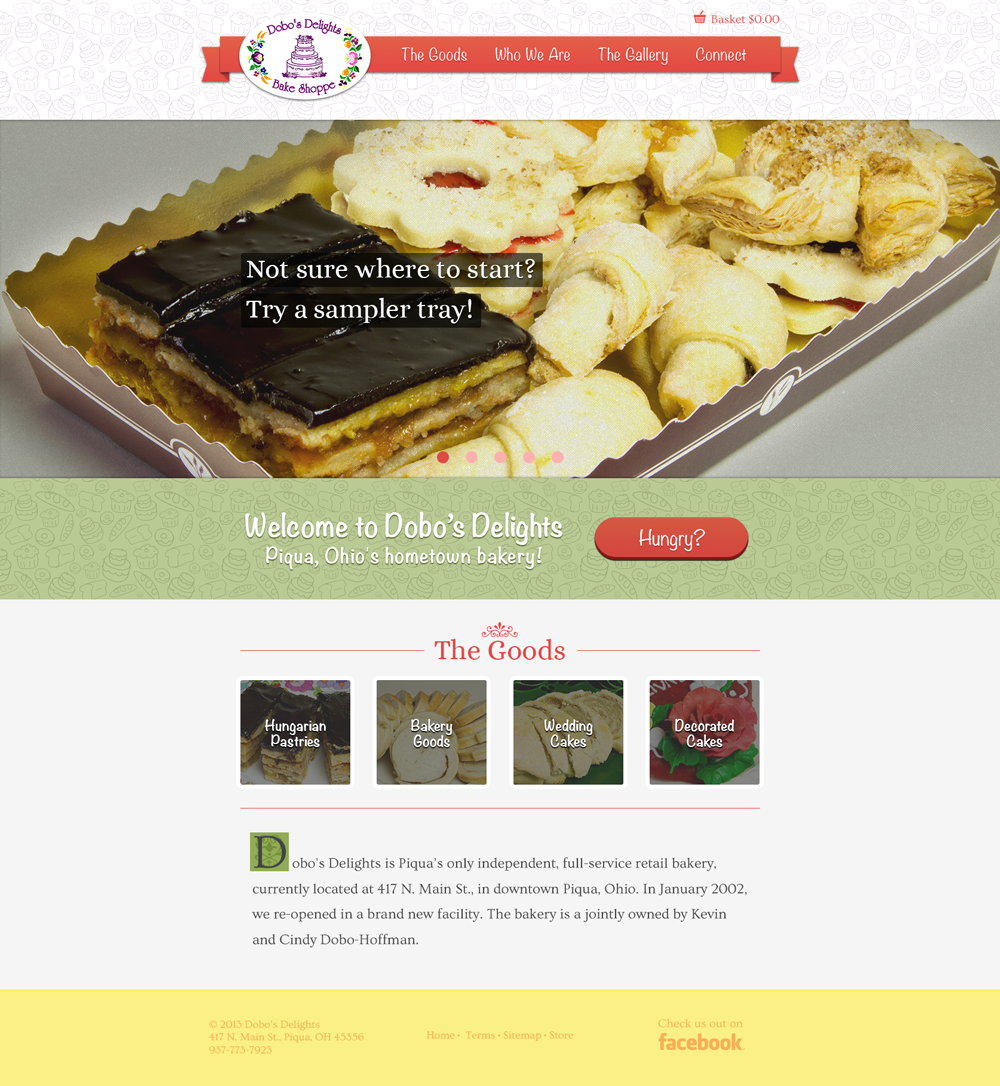 Basket $0.00
Dobo's Delights
Bake Shoppe
The Goods Who We Are The Gallery Connect
Not sure where to start?
Try a sampler tray!
Welcome to Dobo's Delights
Piqua, Ohio's hometown bakery!
Hungry?
The Goods
Hungarian
Pastries
Bakery
Goods
Wedding
Cakes
Decorated
Cakes
Dobo's Delights is Piqua's only independent, full-service retail bakery,
currently located at 417 N. Main St., in downtown Piqua, Ohio. In January 2002,
we re-opened in a brand new facility. The bakery is a jointly owned by Kevin
and Cindy Dobo-Hoffman.
© 2013 Dobo's Delights
417 N. Main St., Piqua, OH 45356
937-773-7923
Home • Terms • Sitemap • Store
Check us out on
facebook.